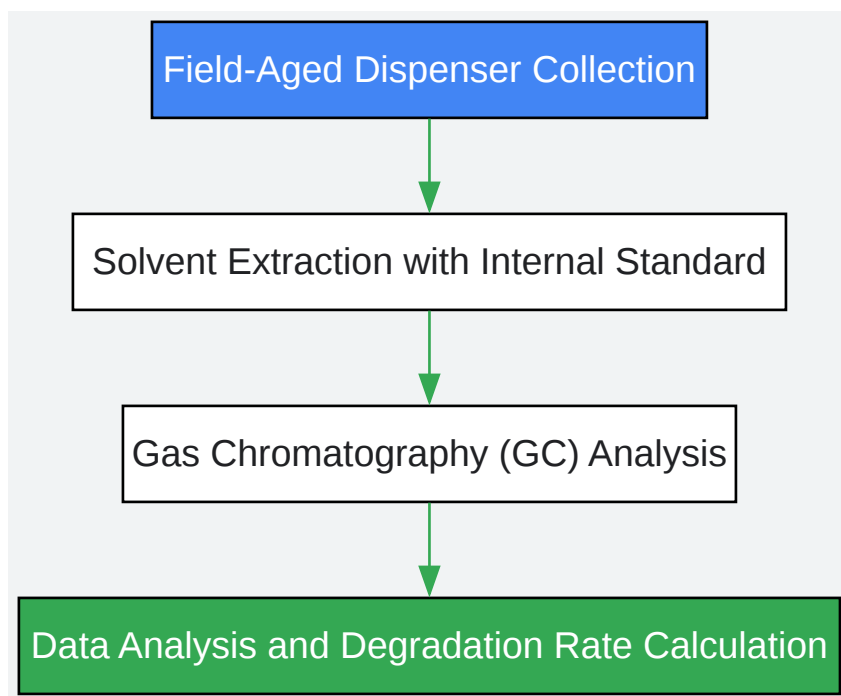 Field-Aged Dispenser Collection
Solvent Extraction with Internal Standard
Gas Chromatography (GC) Analysis
Data Analysis and Degradation Rate Calculation